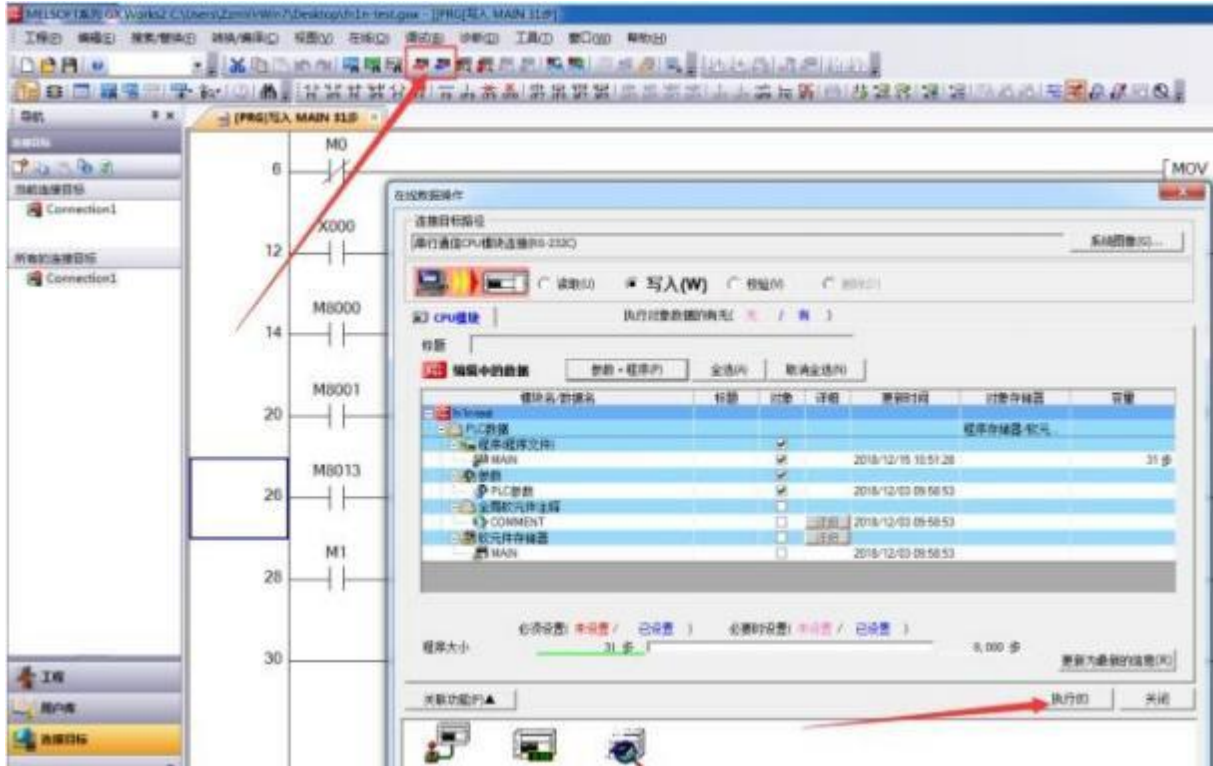 MELSOFT系列 GX Works2 C:\Users\ZzmsVWin7\Desktop\fn1n-test.gxw - [[PRG]写入 MAIN 31步]
工程(P) 编辑(E) 搜索/替换(F) 转换/编译(C) 视图(V) 在线(O) 调试(B) 诊断(D) 工具(T) 窗口(W) 帮助(H)
导航
[PRG]写入 MAIN 31步
连接目标
当前连接目标
Connection1
所有的连接目标
Connection1
M0
6
MOV
X000
12
M8000
14
M8001
20
M8013
26
M1
28
30
在线数据操作
连接目标路径
串行通信CPU模块连接(RS-232C)
系统图像(G)...
读取(U) 写入(W) 校验(V) 删除(D)
CPU模块
执行对象数据的有无( 无 / 有 )
标题
编辑中的数据
参数+程序(P)
全选(A)
取消全选(N)
模块名/数据名 标题 对象 详细 更新时间 对象存储器 容量
PLC数据 程序存储器/软元...
程序(程序文件)
MAIN 2018/12/15 10:51:28 31 步
参数
PLC参数 2018/12/03 09:58:53
全局软元件注释
COMMENT 详细 2018/12/03 09:58:53
软元件存储器 详细
MAIN 2018/12/03 09:58:53
必须设置( 未设置 / 已设置 ) 必要时设置( 未设置 / 已设置 )
程序大小 31 步 8,000 步
更新为最新的信息(R)
关联功能(F)▲
执行(E)
关闭
工程
用户库
连接目标